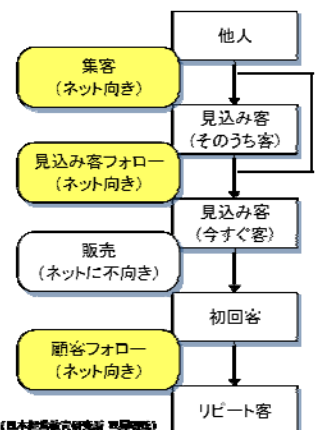 他人
集客
(ネット向き)
見込み客
(そのうち客)
見込み客フォロー
(ネット向き)
見込み客
(今すぐ客)
販売
(ネットに不向き)
初回客
顧客フォロー
(ネット向き)
リピート客